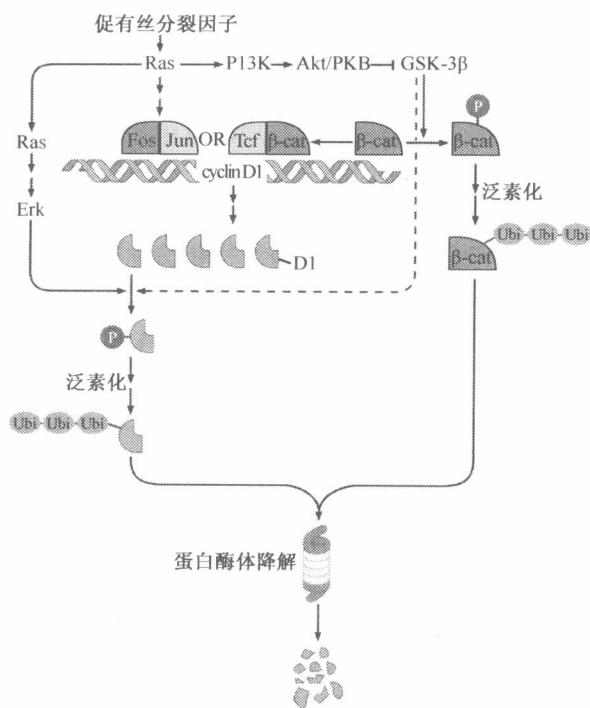 促有丝分裂因子
Ras P13K Akt/PKB GSK-3β
P
Fos Jun OR Tcf β-cat β-cat β-cat
Ras
cyclin D1
泛素化
Erk
Ubi Ubi Ubi
β-cat
D1
P
泛素化
Ubi Ubi Ubi
蛋白酶体降解